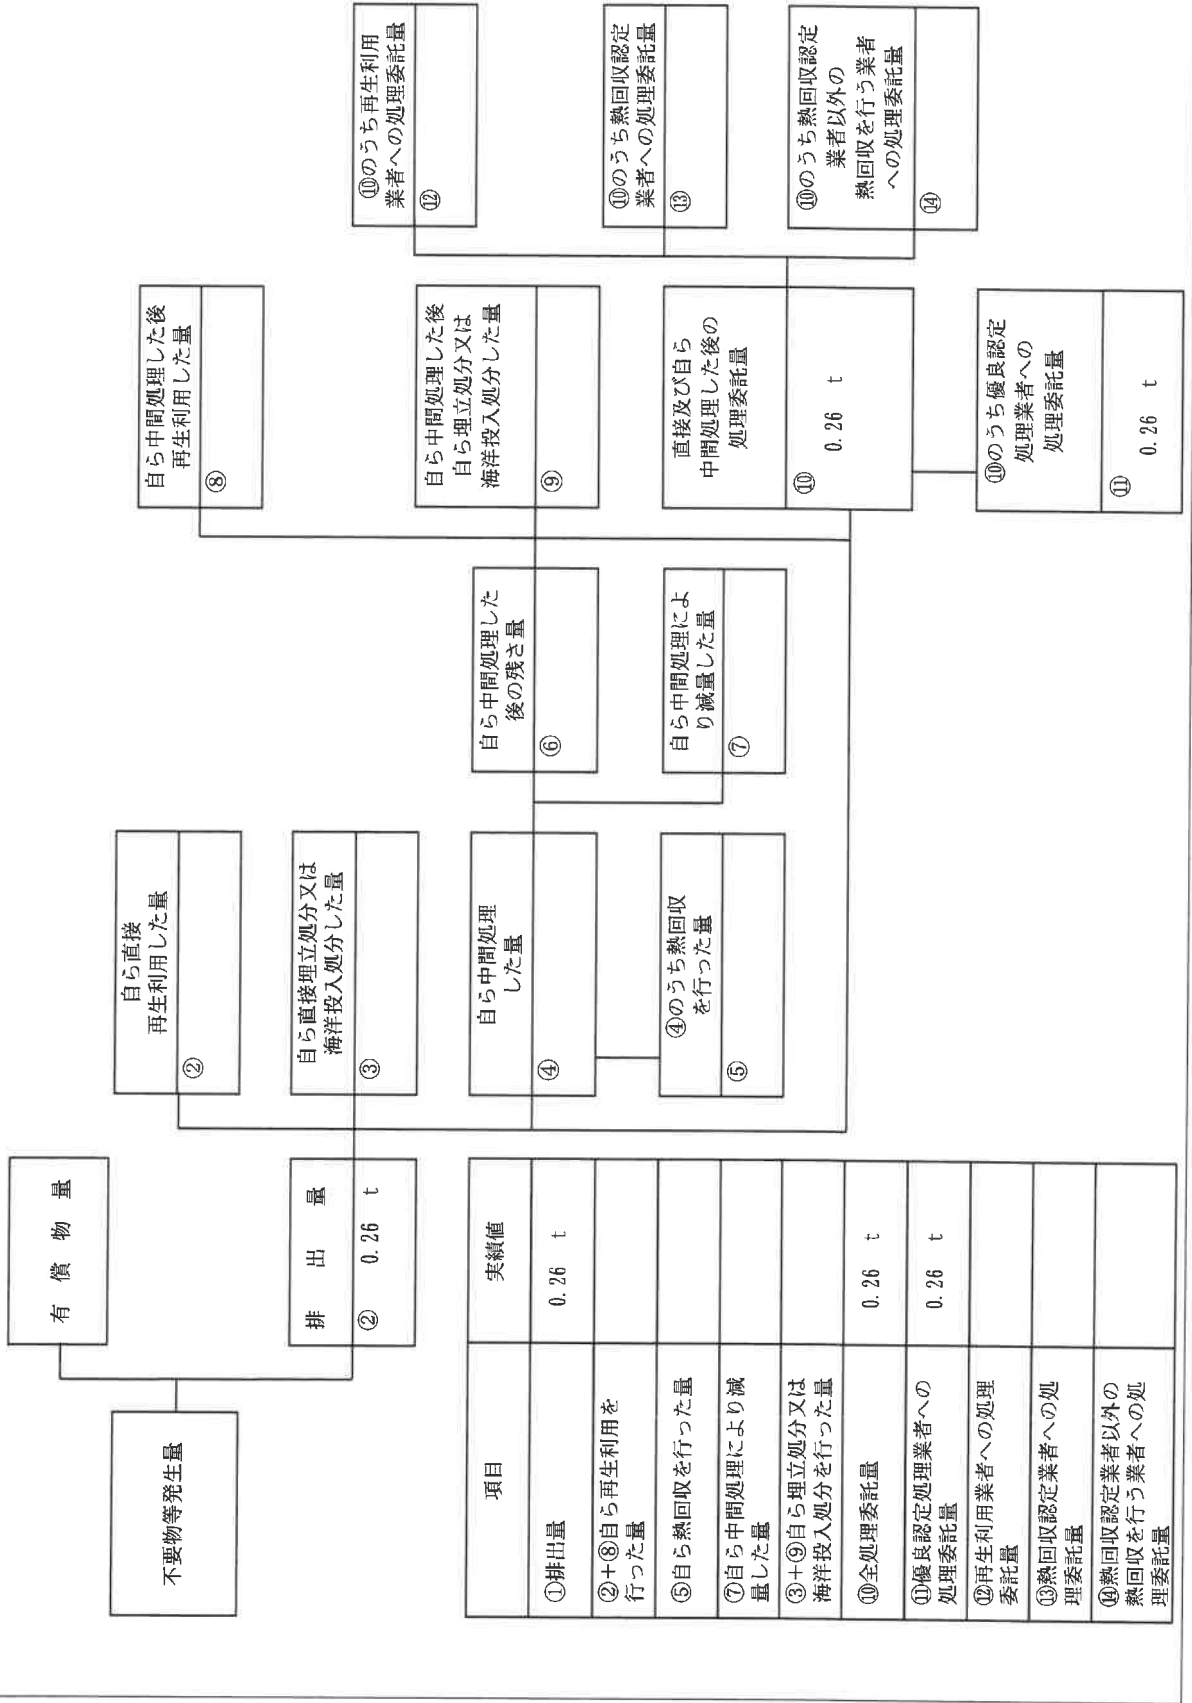 有償物量
不要物等発生量
排出量
② 0.26 t
自ら直接
再生利用した量
②
自ら直接埋立処分又は
海洋投入処分した量
③
自ら中間処理
した量
④
④のうち熱回収
を行った量
⑤
自ら中間処理した
後の残さ量
⑥
自ら中間処理によ
り減量した量
⑦
自ら中間処理した後
再生利用した量
⑧
自ら中間処理した後
自ら埋立処分又は
海洋投入処分した量
⑨
直接及び自ら
中間処理した後の
処理委託量
⑩ 0.26 t
⑩のうち優良認定
処理業者への
処理委託量
⑪ 0.26 t
⑩のうち再生利用
業者への処理委託量
⑫
⑩のうち熱回収認定
業者への処理委託量
⑬
⑩のうち熱回収認定
業者以外の
熱回収を行う業者
への処理委託量
⑭
項目 実績値
①排出量 0.26 t
②+⑧自ら再生利用を
行った量
⑤自ら熱回収を行った量
⑦自ら中間処理により減
量した量
③+⑨自ら埋立処分又は
海洋投入処分を行った量
⑩全処理委託量 0.26 t
⑪優良認定処理業者への
処理委託量 0.26 t
⑫再生利用業者への処理
委託量
⑬熱回収認定業者への処
理委託量
⑭熱回収認定業者以外の
熱回収を行う業者への処
理委託量